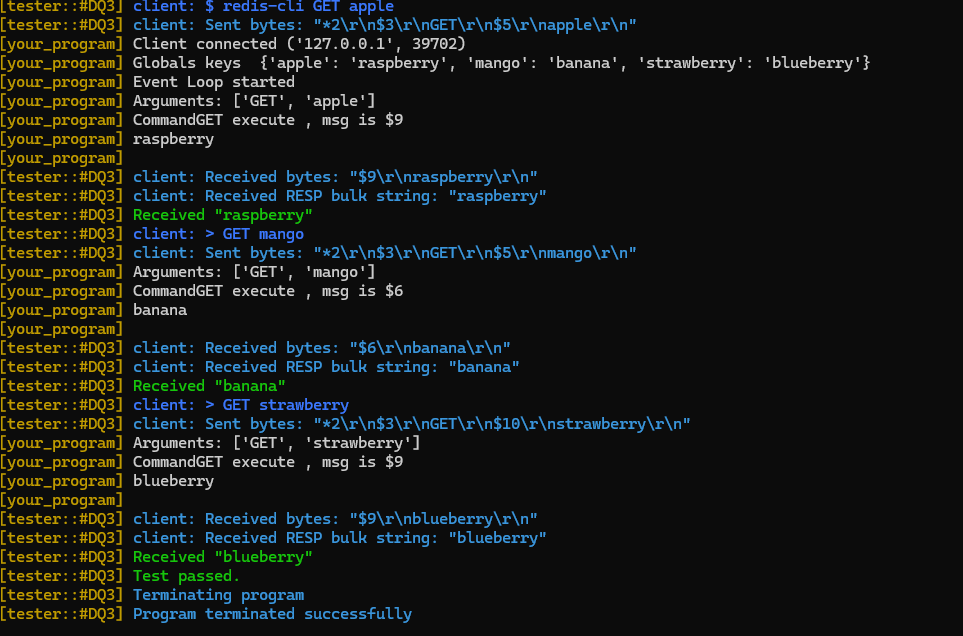 [tester::#DQ3] client: $ redis-cli GET apple
[tester::#DQ3] client: Sent bytes: "*2\r\n$3\r\nGET\r\n$5\r\napple\r\n"
[your_program] Client connected ('127.0.0.1', 39702)
[your_program] Globals keys  {'apple': 'raspberry', 'mango': 'banana', 'strawberry': 'blueberry'}
[your_program] Event Loop started
[your_program] Arguments: ['GET', 'apple']
[your_program] CommandGET execute , msg is $9
[your_program] raspberry
[your_program]
[tester::#DQ3] client: Received bytes: "$9\r\nraspberry\r\n"
[tester::#DQ3] client: Received RESP bulk string: "raspberry"
[tester::#DQ3] Received "raspberry"
[tester::#DQ3] client: > GET mango
[tester::#DQ3] client: Sent bytes: "*2\r\n$3\r\nGET\r\n$5\r\nmango\r\n"
[your_program] Arguments: ['GET', 'mango']
[your_program] CommandGET execute , msg is $6
[your_program] banana
[your_program]
[tester::#DQ3] client: Received bytes: "$6\r\nbanana\r\n"
[tester::#DQ3] client: Received RESP bulk string: "banana"
[tester::#DQ3] Received "banana"
[tester::#DQ3] client: > GET strawberry
[tester::#DQ3] client: Sent bytes: "*2\r\n$3\r\nGET\r\n$10\r\nstrawberry\r\n"
[your_program] Arguments: ['GET', 'strawberry']
[your_program] CommandGET execute , msg is $9
[your_program] blueberry
[your_program]
[tester::#DQ3] client: Received bytes: "$9\r\nblueberry\r\n"
[tester::#DQ3] client: Received RESP bulk string: "blueberry"
[tester::#DQ3] Received "blueberry"
[tester::#DQ3] Test passed.
[tester::#DQ3] Terminating program
[tester::#DQ3] Program terminated successfully